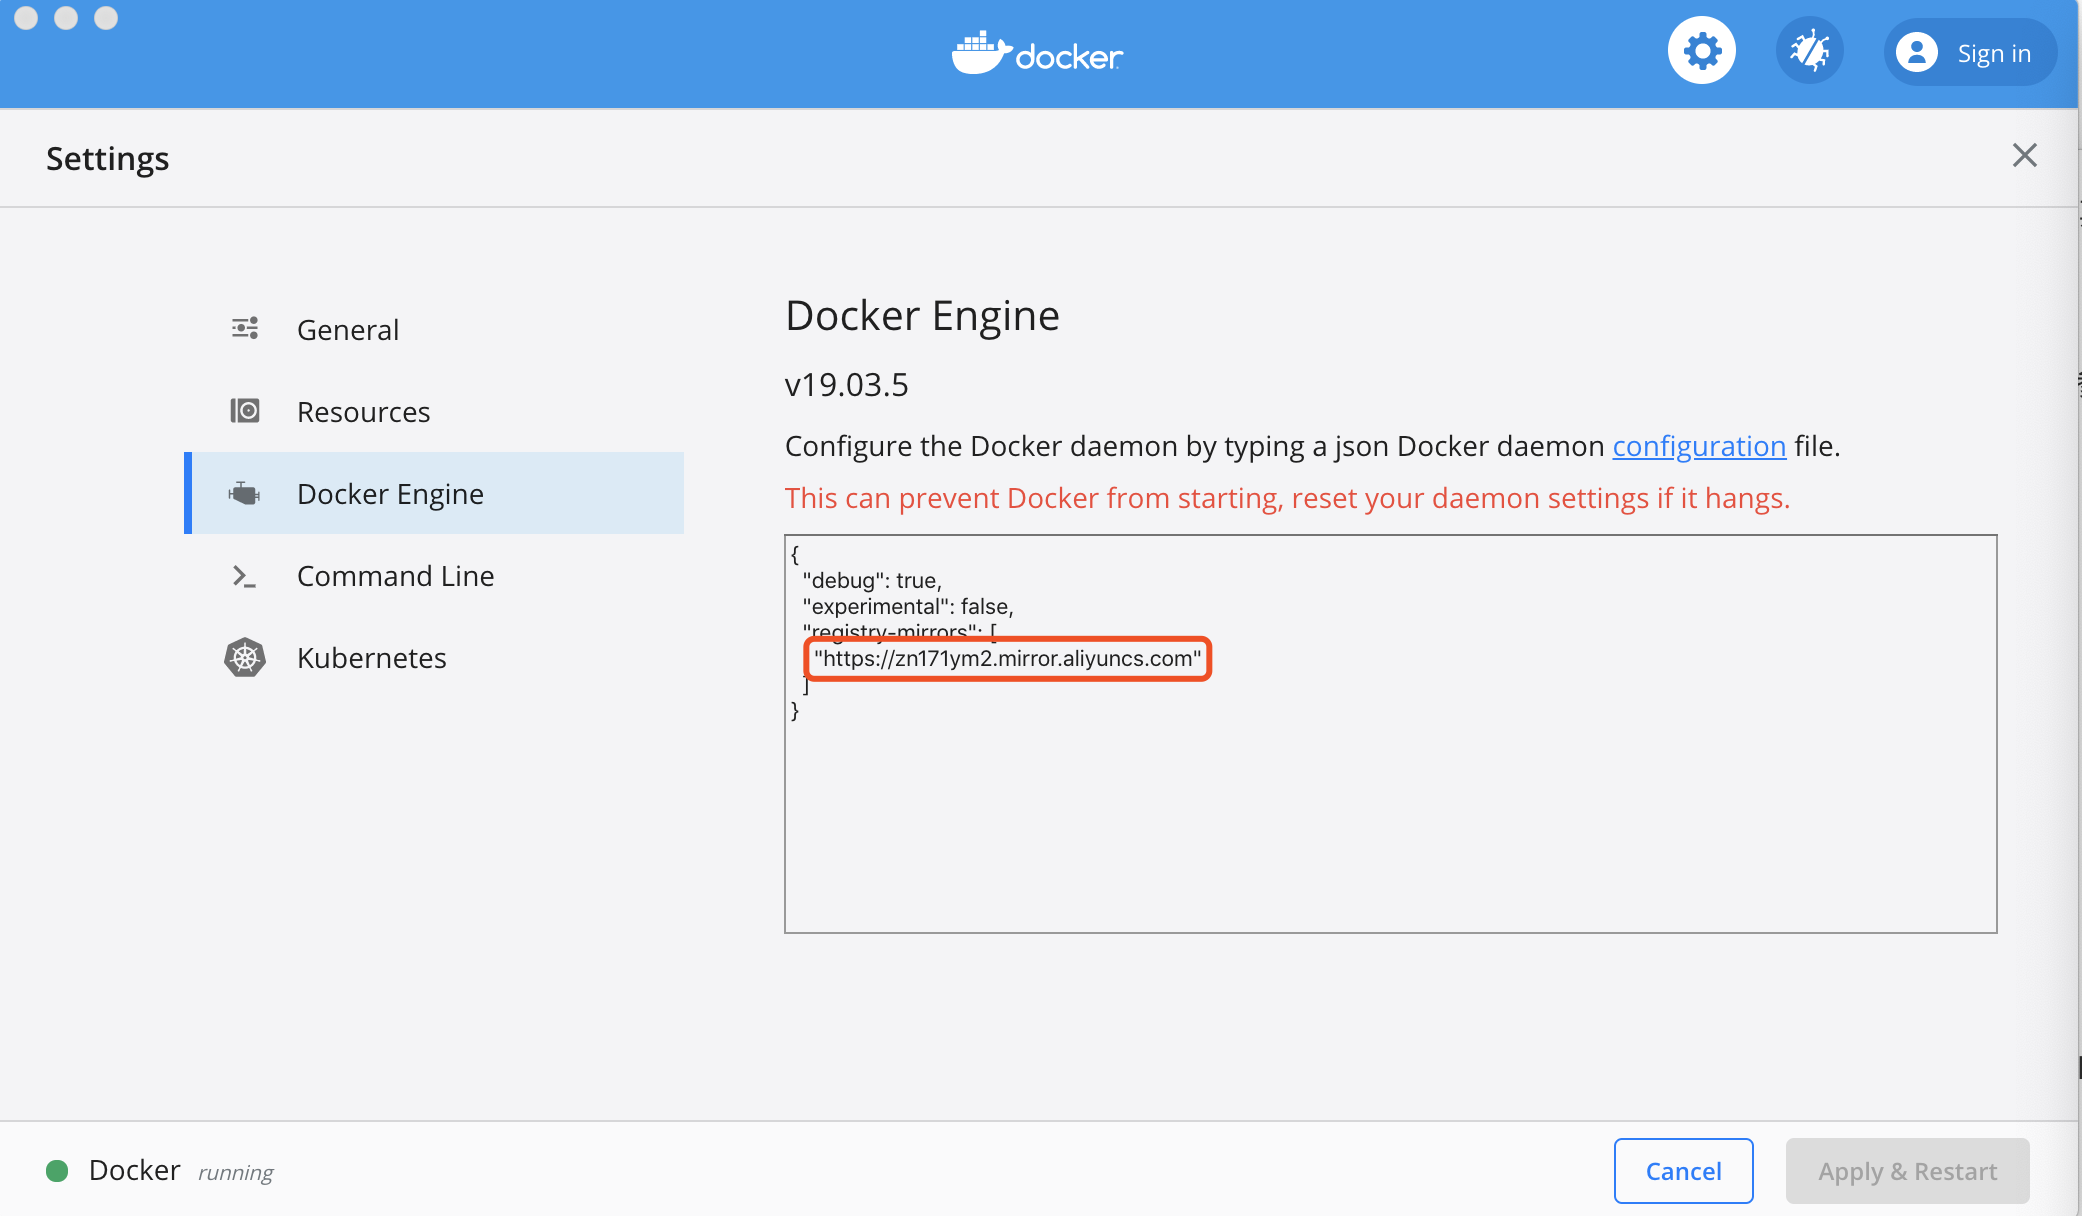 docker
Sign in
Settings
General
Resources
Docker Engine
Command Line
Kubernetes
Docker Engine
v19.03.5
Configure the Docker daemon by typing a json Docker daemon configuration file.
This can prevent Docker from starting, reset your daemon settings if it hangs.
{
"debug": true,
"experimental": false,
"registry-mirrors": [
"https://zn171ym2.mirror.aliyuncs.com"
]
}
Docker running
Cancel
Apply & Restart